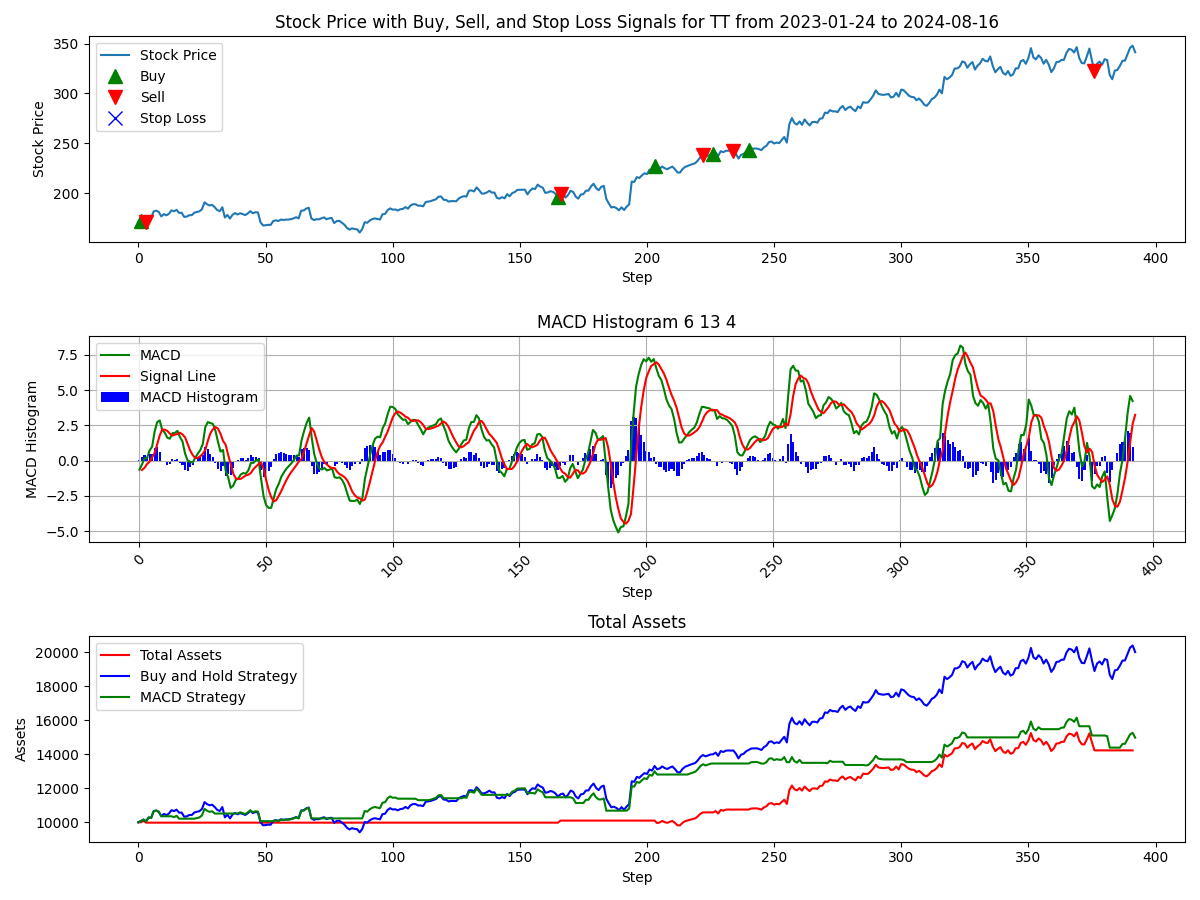 Stock Price with Buy, Sell, and Stop Loss Signals for TT from 2023-01-24 to 2024-08-16
Stock Price
350
300
250
200
Stock Price
Buy
Sell
Stop Loss
0 50 100 150 200 250 300 350 400
Step
MACD Histogram 6 13 4
MACD Histogram
7.5
5.0
2.5
0.0
−2.5
−5.0
MACD
Signal Line
MACD Histogram
0 50 100 150 200 250 300 350 400
Step
Total Assets
Assets
20000
18000
16000
14000
12000
10000
Total Assets
Buy and Hold Strategy
MACD Strategy
0 50 100 150 200 250 300 350 400
Step